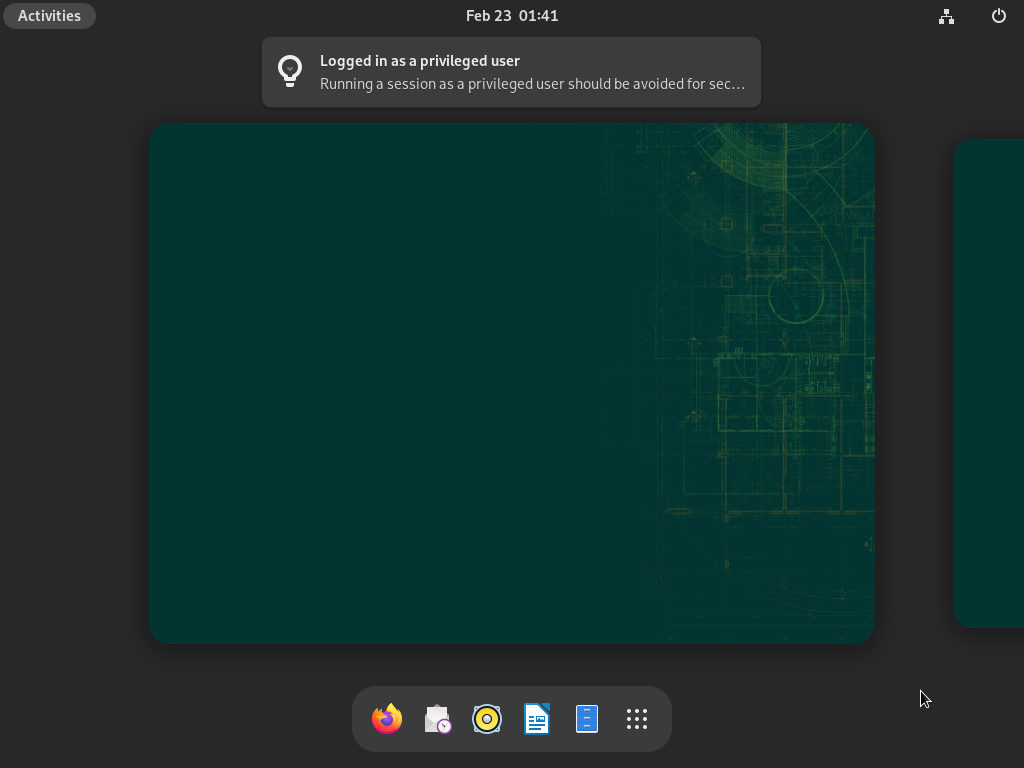 Activities
Feb 23 01:41
Logged in as a privileged user
Running a session as a privileged user should be avoided for sec…